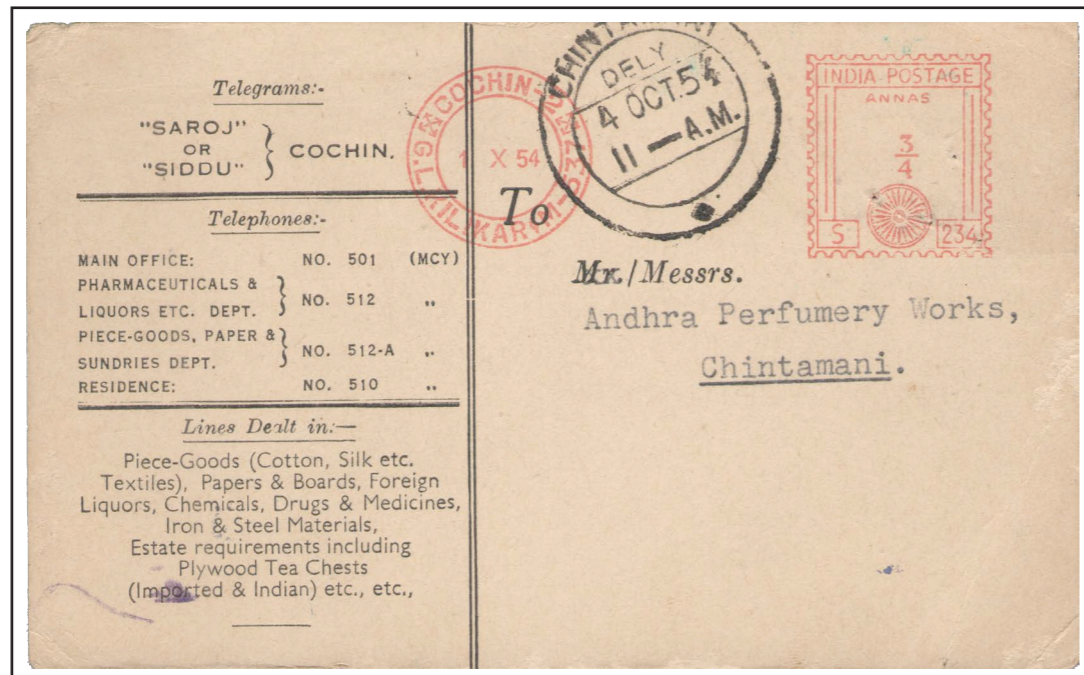 Telegrams:-
"SAROJ"
OR
"SIDDU"
COCHIN.
Telephones:-
MAIN OFFICE: NO. 501 (MCY)
PHARMACEUTICALS &
LIQUORS ETC. DEPT. NO. 512 „
PIECE-GOODS, PAPER &
SUNDRIES DEPT. NO. 512-A „
RESIDENCE: NO. 510 „
Lines Dealt in:—
Piece-Goods (Cotton, Silk etc.
Textiles), Papers & Boards, Foreign
Liquors, Chemicals, Drugs & Medicines,
Iron & Steel Materials,
Estate requirements including
Plywood Tea Chests
(Imported & Indian) etc., etc.,
COCHIN
X 54
CHINTAMANI
DELY.
4 OCT.54
11 — A.M.
INDIA POSTAGE
ANNAS
3/4
S 234
To
Mr./Messrs.
Andhra Perfumery Works,
Chintamani.